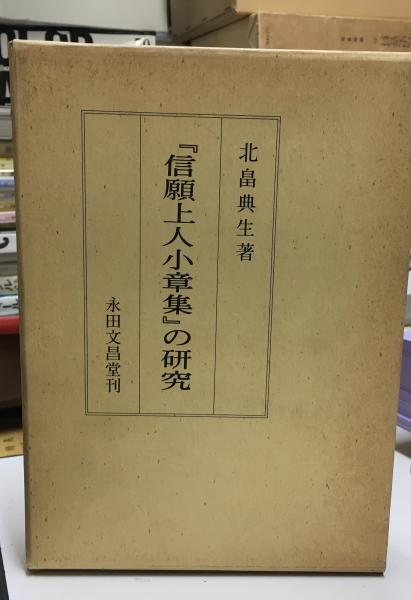 北畠典生著
『信願上人小章集』の研究
永田文昌堂刊